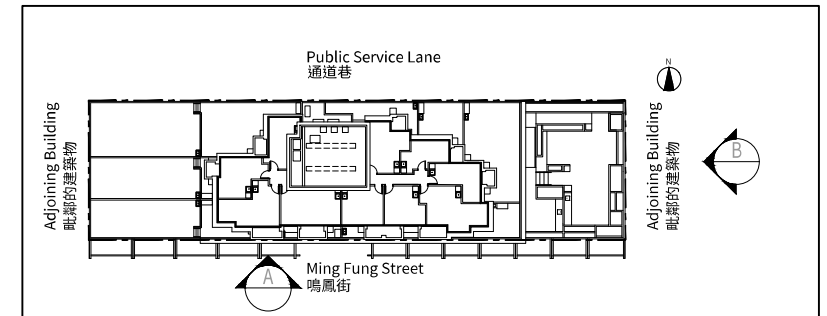 Public Service Lane
通道巷
N
Adjoining Building
毗鄰的建築物
Adjoining Building
毗鄰的建築物
B
Ming Fung Street
鳴鳳街
A